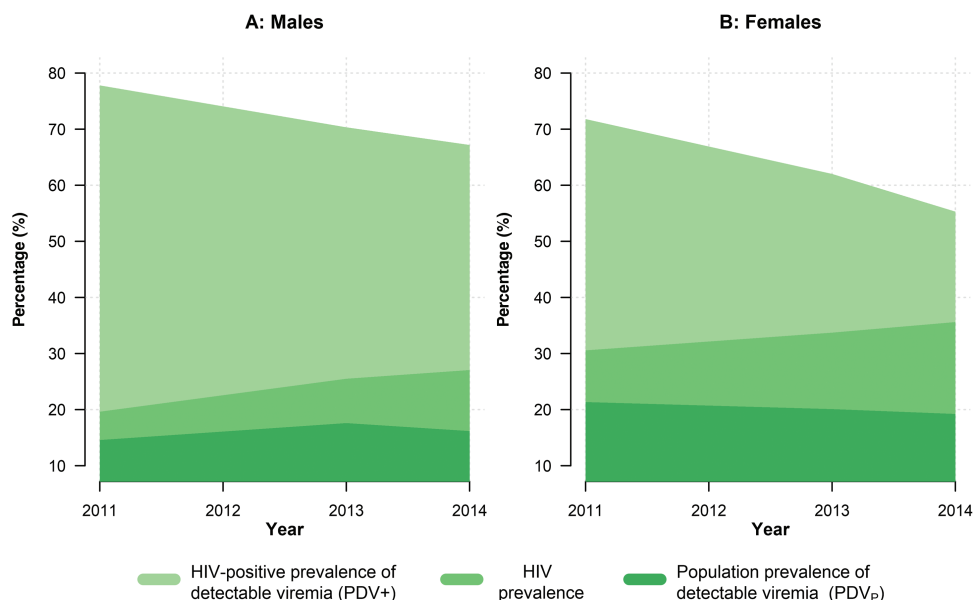 A: Males
B: Females
80
70
60
50
40
30
20
10
Percentage (%)
2011
2012
2013
2014
Year
80
70
60
50
40
30
20
10
Percentage (%)
2011
2012
2013
2014
Year
HIV-positive prevalence of
detectable viremia (PDV+)
HIV
prevalence
Population prevalence of
detectable viremia (PDVP)